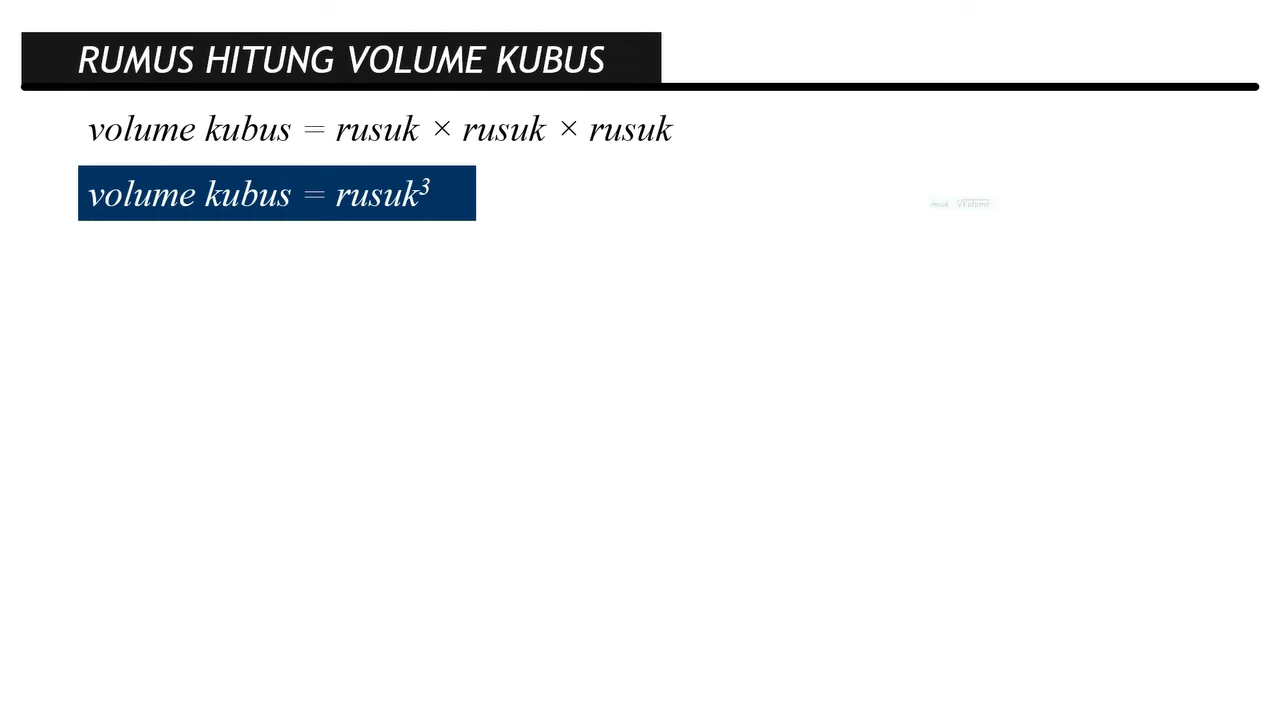 RUMUS HITUNG VOLUME KUBUS
volume kubus = rusuk × rusuk × rusuk
volume kubus = rusuk³